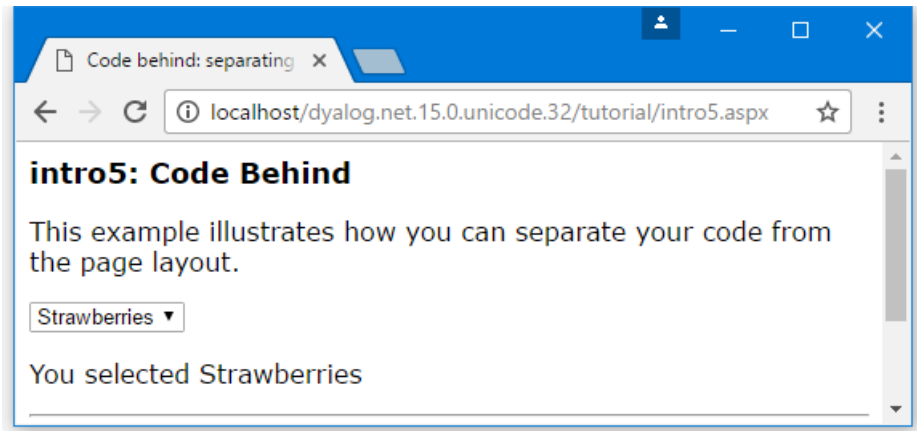 Code behind: separating
localhost/dyalog.net.15.0.unicode.32/tutorial/intro5.aspx
intro5: Code Behind
This example illustrates how you can separate your code from
the page layout.
Strawberries
You selected Strawberries